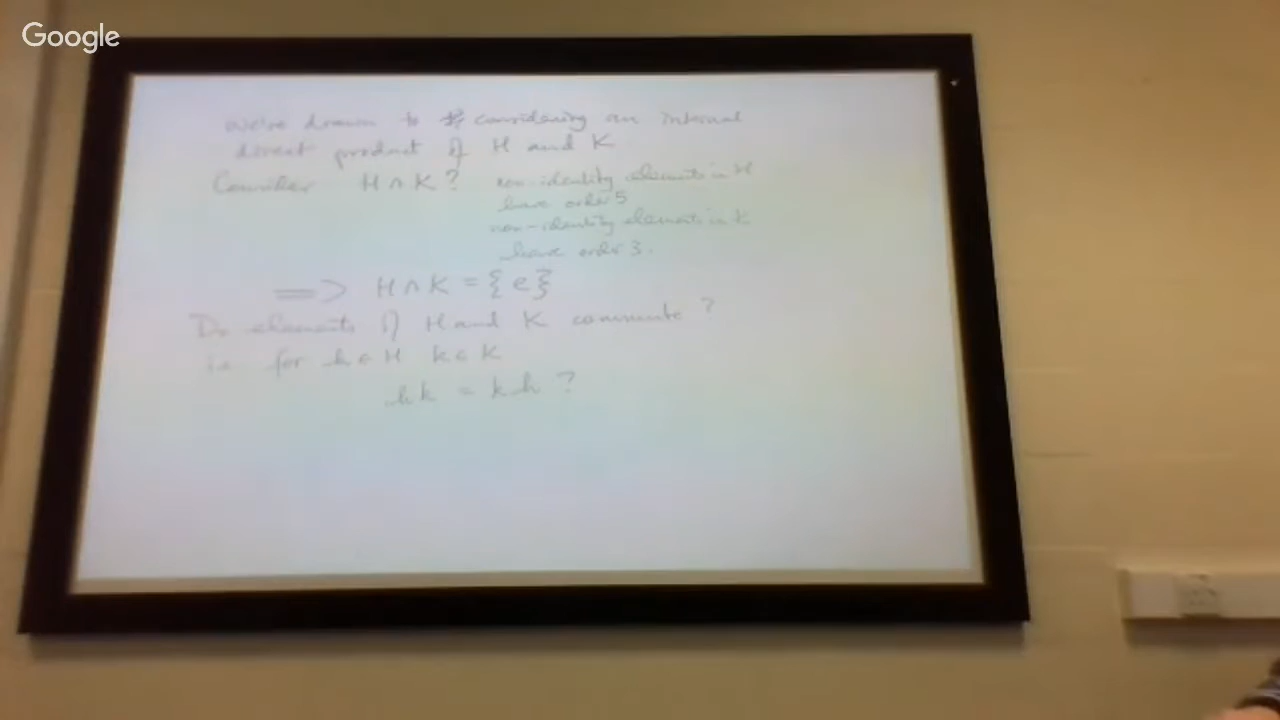 Google
We're drawn to considering an internal
direct product of H and K
Consider H ∩ K? non-identity elements in H
have order 5
non-identity elements in K
have order 3.
=> H ∩ K = {e}
Do elements of H and K commute?
ie for h ∈ H k ∈ K
hk = kh ?